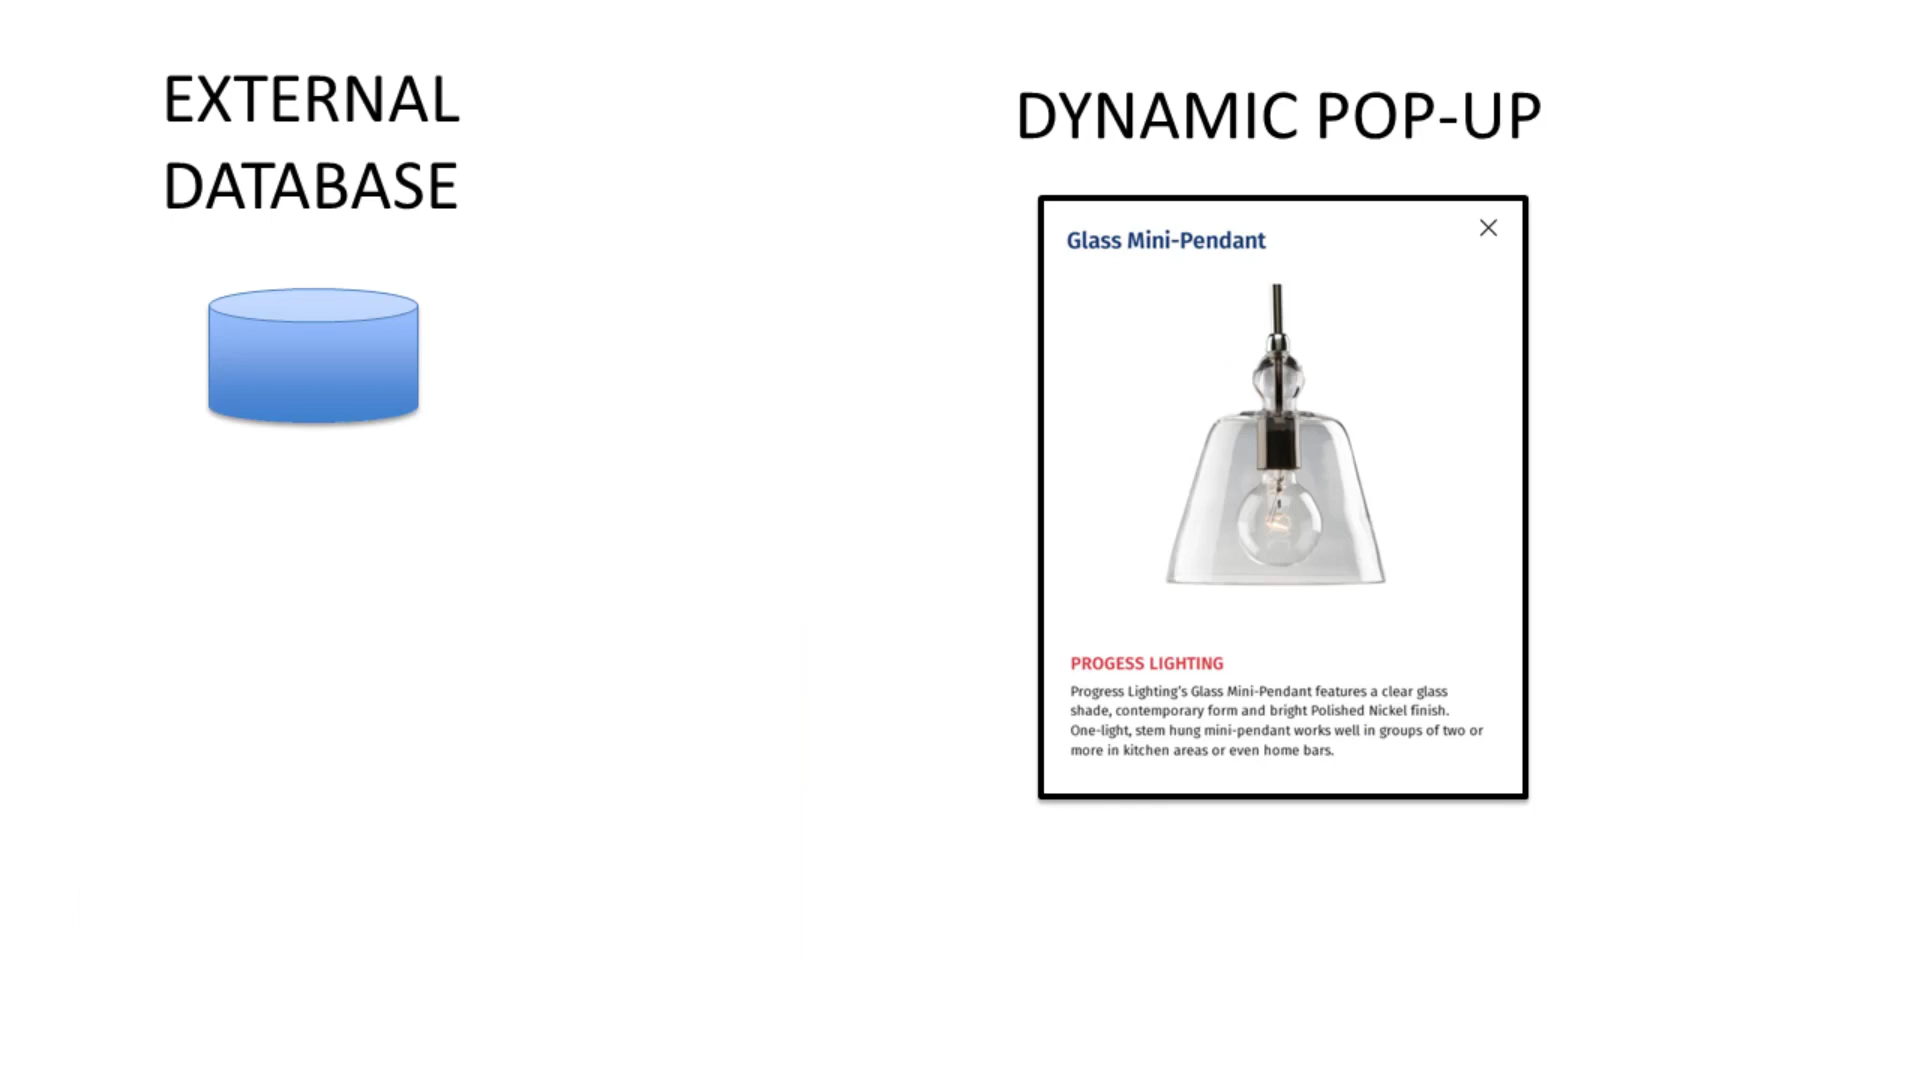 EXTERNAL
DATABASE
DYNAMIC POP-UP
Glass Mini-Pendant
PROGESS LIGHTING
Progress Lighting's Glass Mini-Pendant features a clear glass
shade, contemporary form and bright Polished Nickel finish.
One-light, stem hung mini-pendant works well in groups of two or
more in kitchen areas or even home bars.